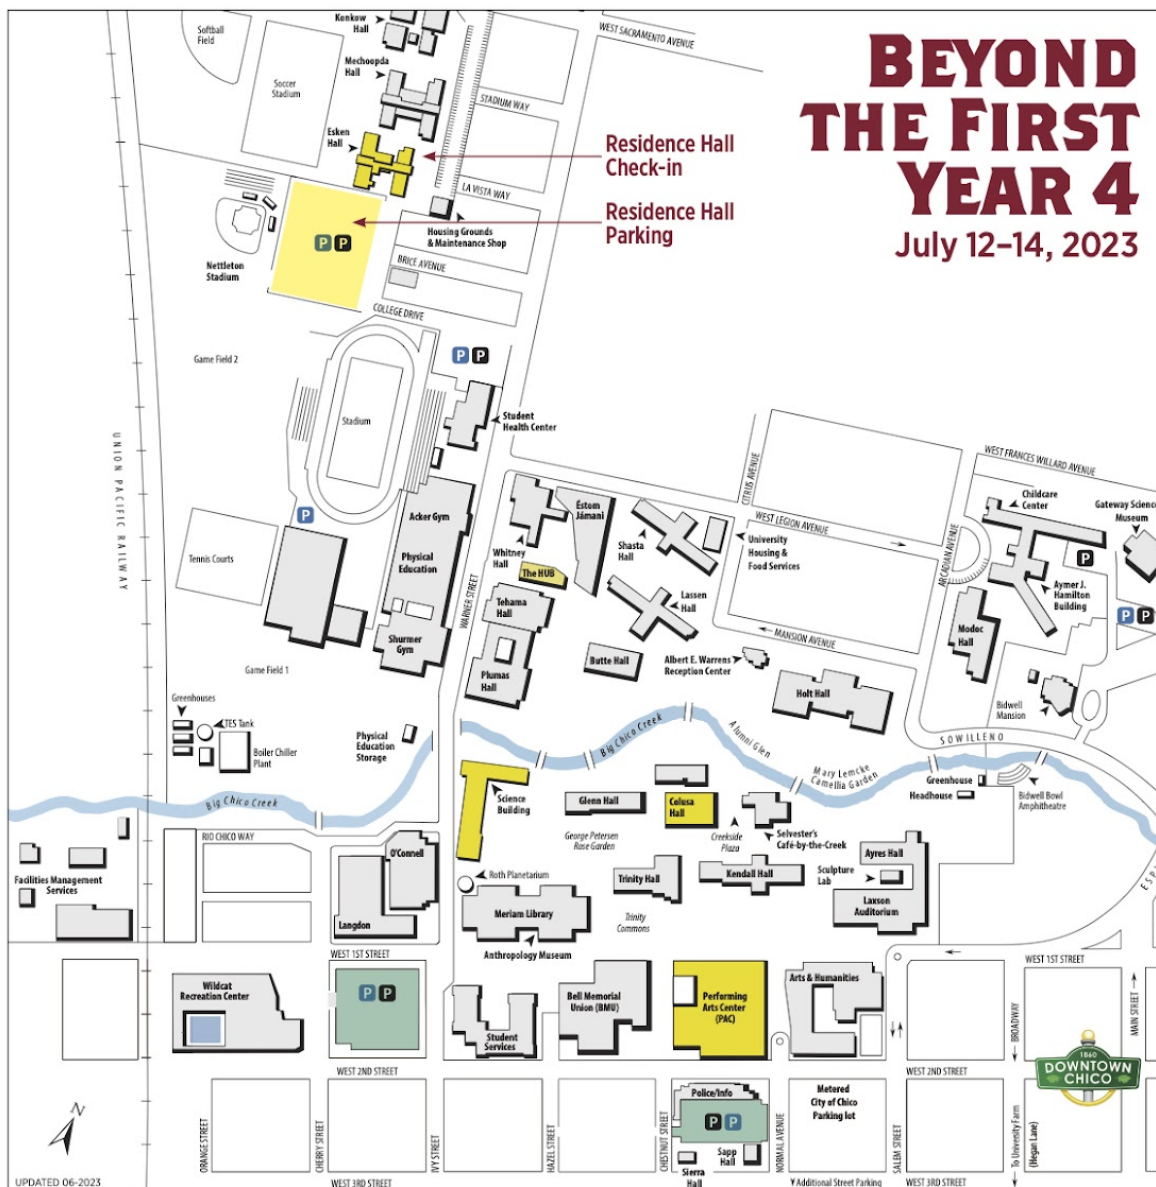 BEYOND
THE FIRST
YEAR 4
July 12–14, 2023
Softball
Field
Konkow
Hall
WEST SACRAMENTO AVENUE
Mechoopda
Hall
Soccer
Stadium
STADIUM WAY
Esken
Hall
Residence Hall
Check-in
LA VISTA WAY
Residence Hall
Parking
Housing Grounds
& Maintenance Shop
P P
Nettleton
Stadium
BRICE AVENUE
COLLEGE DRIVE
Game Field 2
P P
Stadium
Student
Health Center
UNION PACIFIC RAILWAY
WEST FRANCES WILLARD AVENUE
CITRUS AVENUE
Childcare
Center
Gateway Science
Museum
Acker Gym
Éstom
Jámani
P
WEST LEGION AVENUE
Whitney
Hall
Shasta
Hall
University
Housing &
Food Services
ARCADIAN AVENUE
P
Tennis Courts
Physical
Education
The HUB
Aymer J.
Hamilton
Building
WARNER STREET
Tehama
Hall
Lassen
Hall
P P
Shurmer
Gym
MANSION AVENUE
Modoc
Hall
Butte Hall
Albert E. Warrens
Reception Center
Game Field 1
Plumas
Hall
Holt Hall
Greenhouses
Bidwell
Mansion
TES Tank
Big Chico Creek
Alumni Glen
Physical
Education
Storage
SOWILLENO
Boiler Chiller
Plant
Mary Lemcke
Camellia Garden
Greenhouse
Headhouse
Bidwell Bowl
Amphitheatre
Big Chico Creek
Science
Building
Glenn Hall
Colusa
Hall
RIO CHICO WAY
George Petersen
Rose Garden
Creekside
Plaza
Selvester's
Café-by-the-Creek
O'Connell
Ayres Hall
ESPL
Facilities Management
Services
Roth Planetarium
Trinity Hall
Kendall Hall
Sculpture
Lab
Langdon
Meriam Library
Trinity
Commons
Laxson
Auditorium
WEST 1ST STREET
Anthropology Museum
WEST 1ST STREET
Wildcat
Recreation Center
P P
Bell Memorial
Union (BMU)
Performing
Arts Center
(PAC)
Arts & Humanities
BROADWAY
MAIN STREET
Student
Services
1860
DOWNTOWN
CHICO
WEST 2ND STREET
WEST 2ND STREET
Police/Info
P P
Metered
City of Chico
Parking lot
N
ORANGE STREET
CHERRY STREET
IVY STREET
HAZEL STREET
CHESTNUT STREET
NORMAL AVENUE
SALEM STREET
To University Farm
(Hegan Lane)
Sapp
Hall
Sierra
Hall
UPDATED 06-2023
WEST 3RD STREET
Additional Street Parking
WEST 3RD STREET